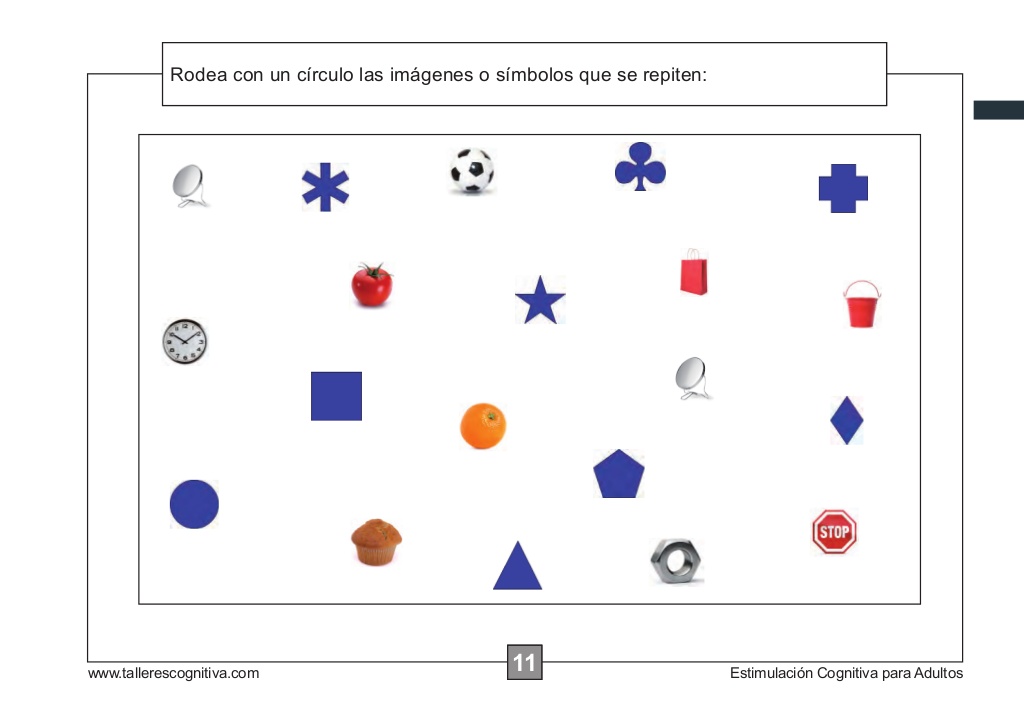 Rodea con un círculo las imágenes o símbolos que se repiten:
STOP
www.tallerescognitiva.com
11
Estimulación Cognitiva para Adultos